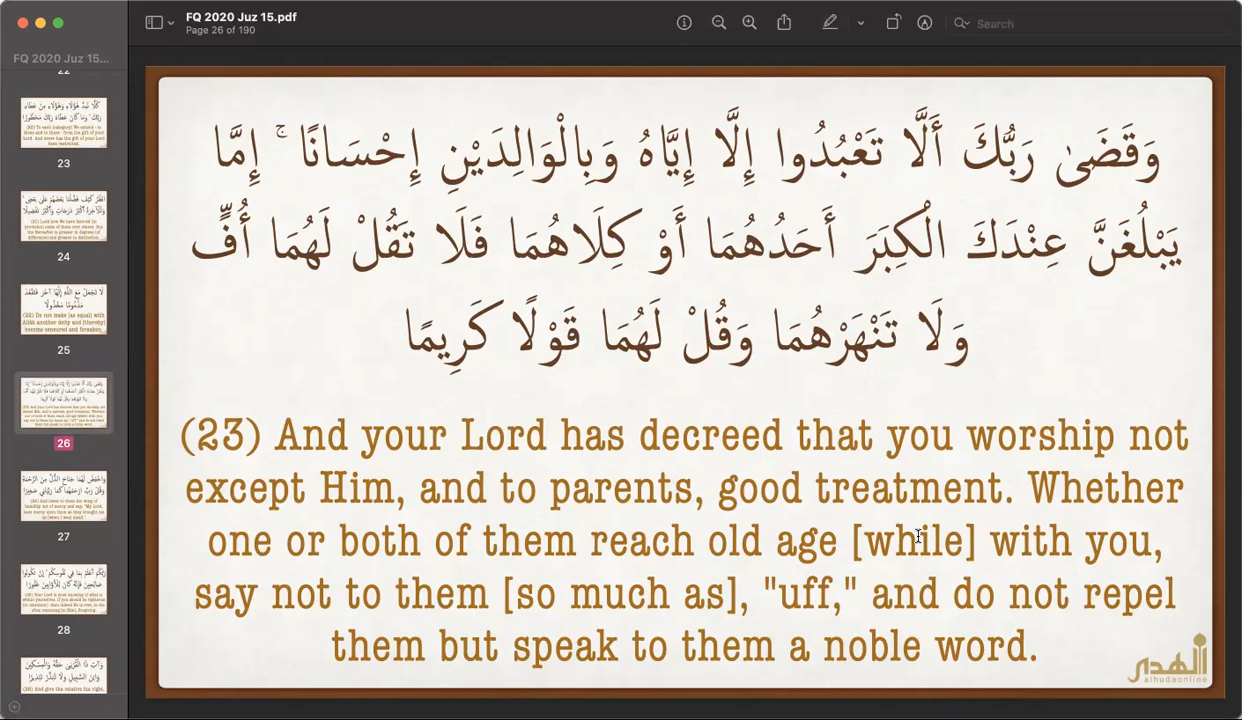 FQ 2020 Juz 15.pdf
Page 26 of 190
Search
FQ 2020 Juz 15...
22
23
24
25
26
27
28
وَقَضَىٰ رَبُّكَ أَلَّا تَعْبُدُوا إِلَّا إِيَّاهُ وَبِالْوَالِدَيْنِ إِحْسَانًا ۚ إِمَّا
يَبْلُغَنَّ عِنْدَكَ الْكِبَرَ أَحَدُهُمَا أَوْ كِلَاهُمَا فَلَا تَقُلْ لَهُمَا أُفٍّ
وَلَا تَنْهَرْهُمَا وَقُلْ لَهُمَا قَوْلًا كَرِيمًا
(23) And your Lord has decreed that you worship not
except Him, and to parents, good treatment. Whether
one or both of them reach old age [while] with you,
say not to them [so much as], "uff," and do not repel
them but speak to them a noble word.
الهدى
alhudaonline